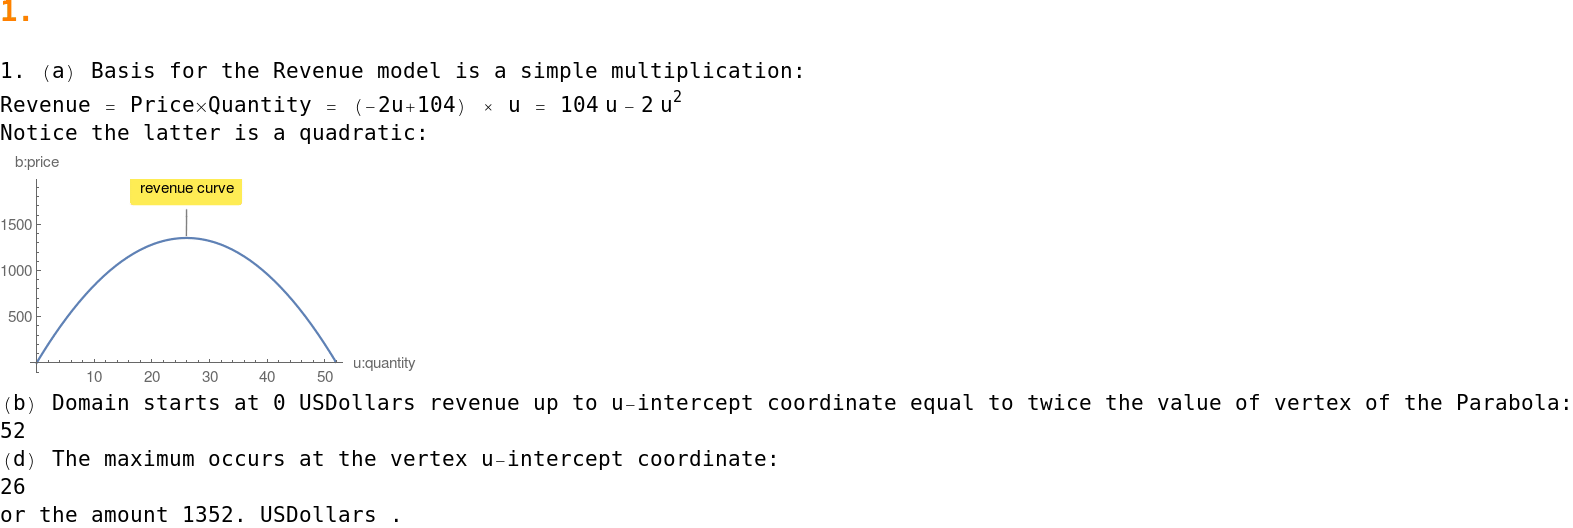 1.
1. (a) Basis for the Revenue model is a simple multiplication:
Revenue = Price×Quantity = (-2u+104) × u = 104 u - 2 u²
Notice the latter is a quadratic:
b:price
revenue curve
1500
1000
500
u:quantity
10 20 30 40 50
(b) Domain starts at 0 USDollars revenue up to u-intercept coordinate equal to twice the value of vertex of the Parabola:
52
(d) The maximum occurs at the vertex u-intercept coordinate:
26
or the amount 1352. USDollars .